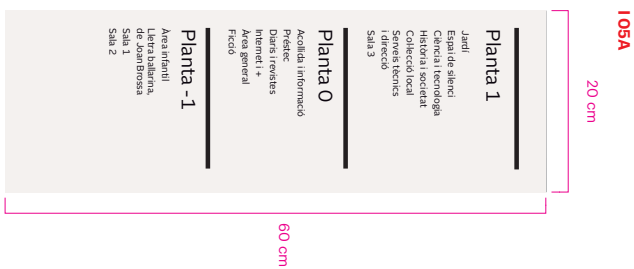 I 05A
20 cm
Planta 1
Jardí
Espai de silenci
Ciència i tecnologia
Història i societat
Col·lecció local
Serveis tècnics
i direcció
Sala 3
Planta 0
Acollida i informació
Préstec
Diaris i revistes
Internet i +
Àrea general
Ficció
Planta -1
Àrea infantil
Lletra ballarina,
de Joan Brossa
Sala 1
Sala 2
60 cm